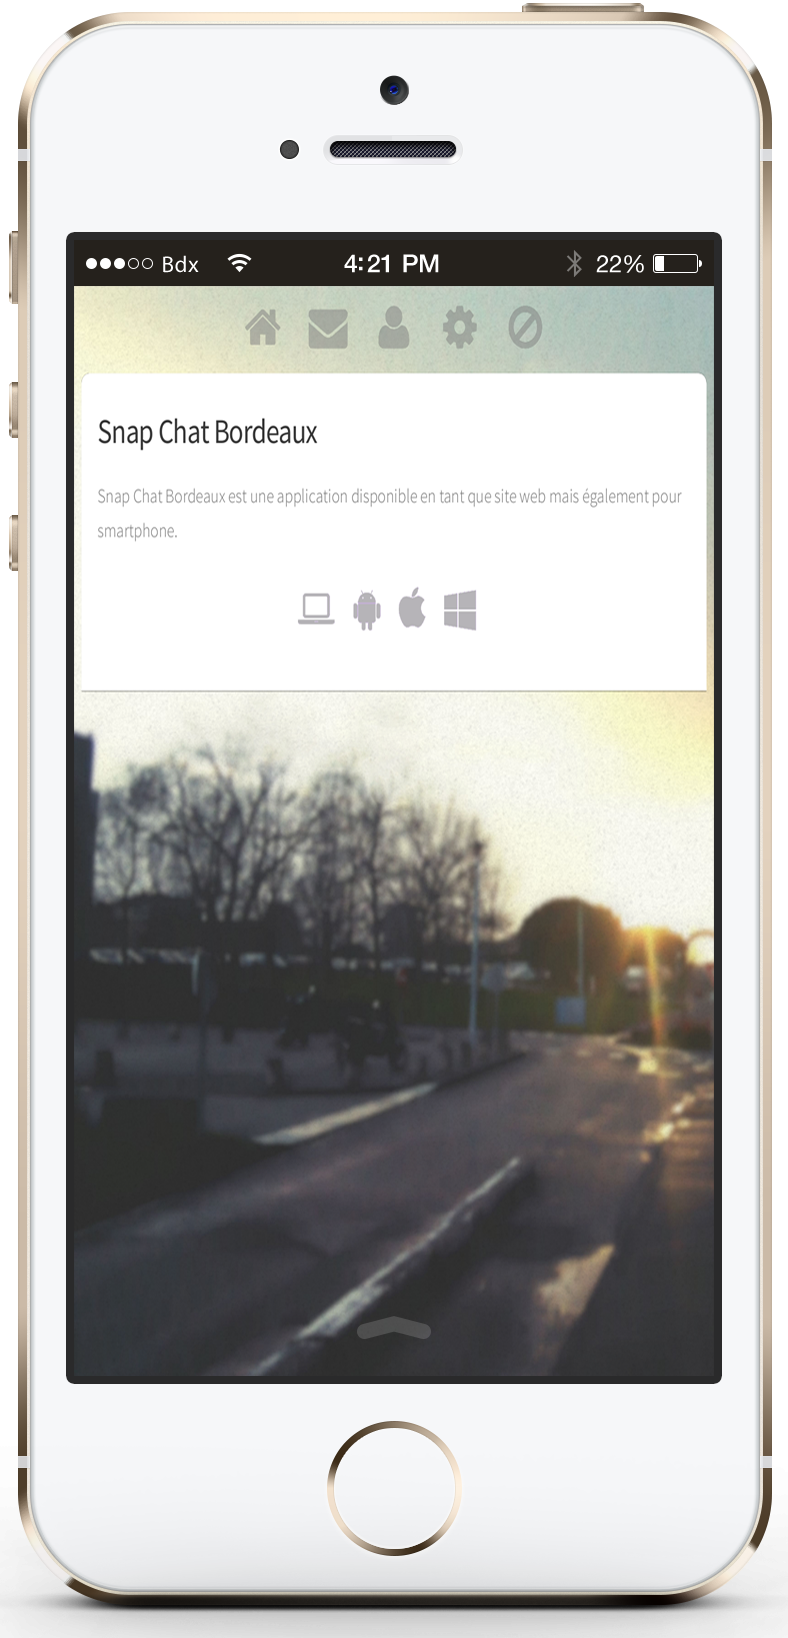 Bdx 4:21 PM 22%
Snap Chat Bordeaux
Snap Chat Bordeaux est une application disponible en tant que site web mais également pour
smartphone.